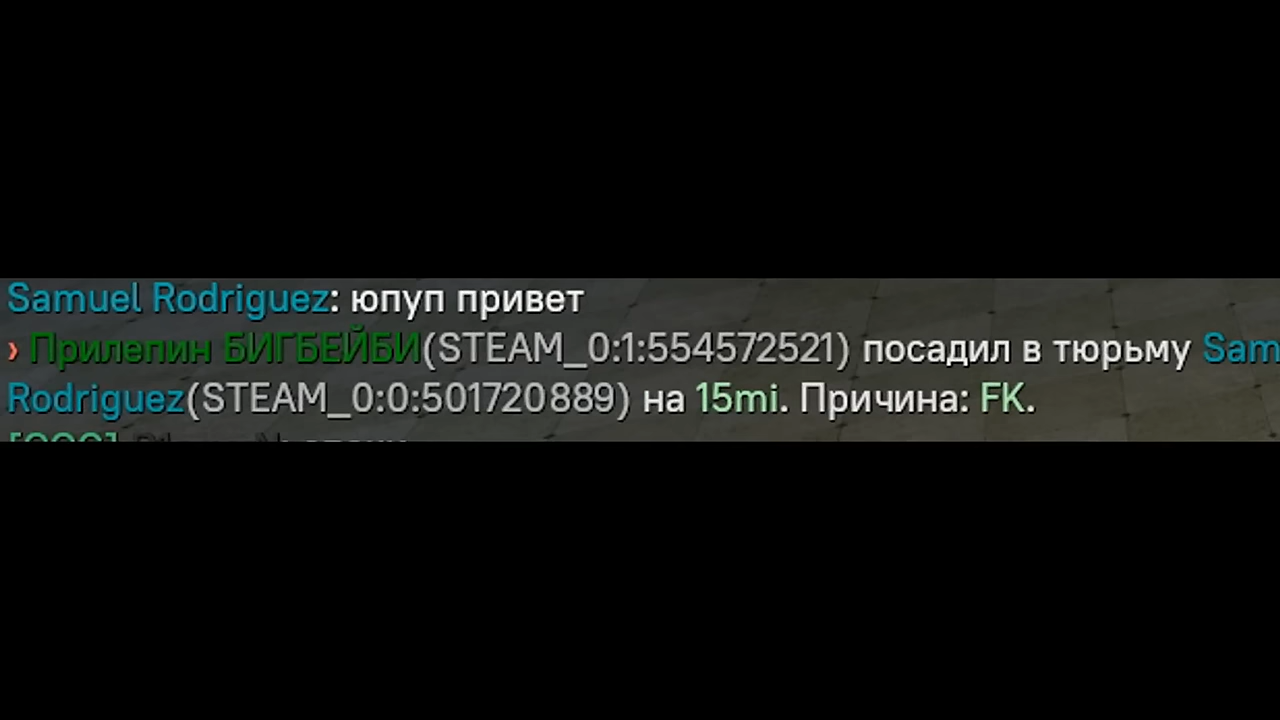 Samuel Rodriguez: юпуп привет
› Прилепин БИГБЕЙБИ(STEAM_0:1:554572521) посадил в тюрьму Sam
Rodriguez(STEAM_0:0:501720889) на 15mi. Причина: FK.